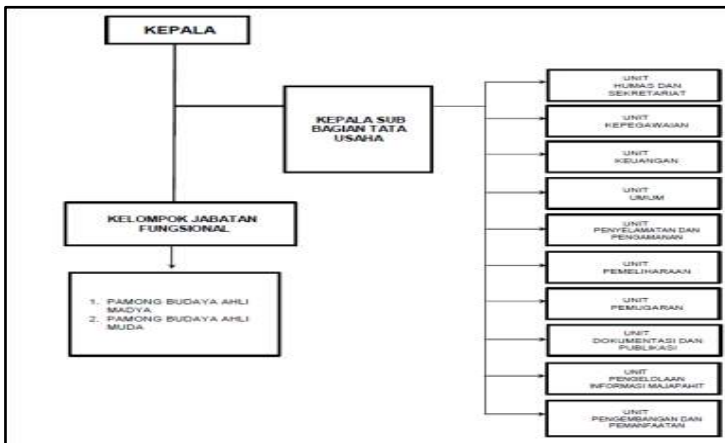 KEPALA
KEPALA SUB
BAGIAN TATA
USAHA
KELOMPOK JABATAN
FUNGSIONAL
1. PAMONG BUDAYA AHLI
MADYA
2. PAMONG BUDAYA AHLI
MUDA
UNIT
HUMAS DAN
SEKRETARIAT
UNIT
KEPEGAWAIAN
UNIT
KEUANGAN
UNIT
UMUM
UNIT
PENYELAMATAN DAN
PENGAMANAN
UNIT
PEMELIHARAAN
UNIT
PEMUGARAN
UNIT
DOKUMENTASI DAN
PUBLIKASI
UNIT
PENGELOLAAN
INFORMASI MAJAPAHIT
UNIT
PENGEMBANGAN DAN
PEMANFAATAN